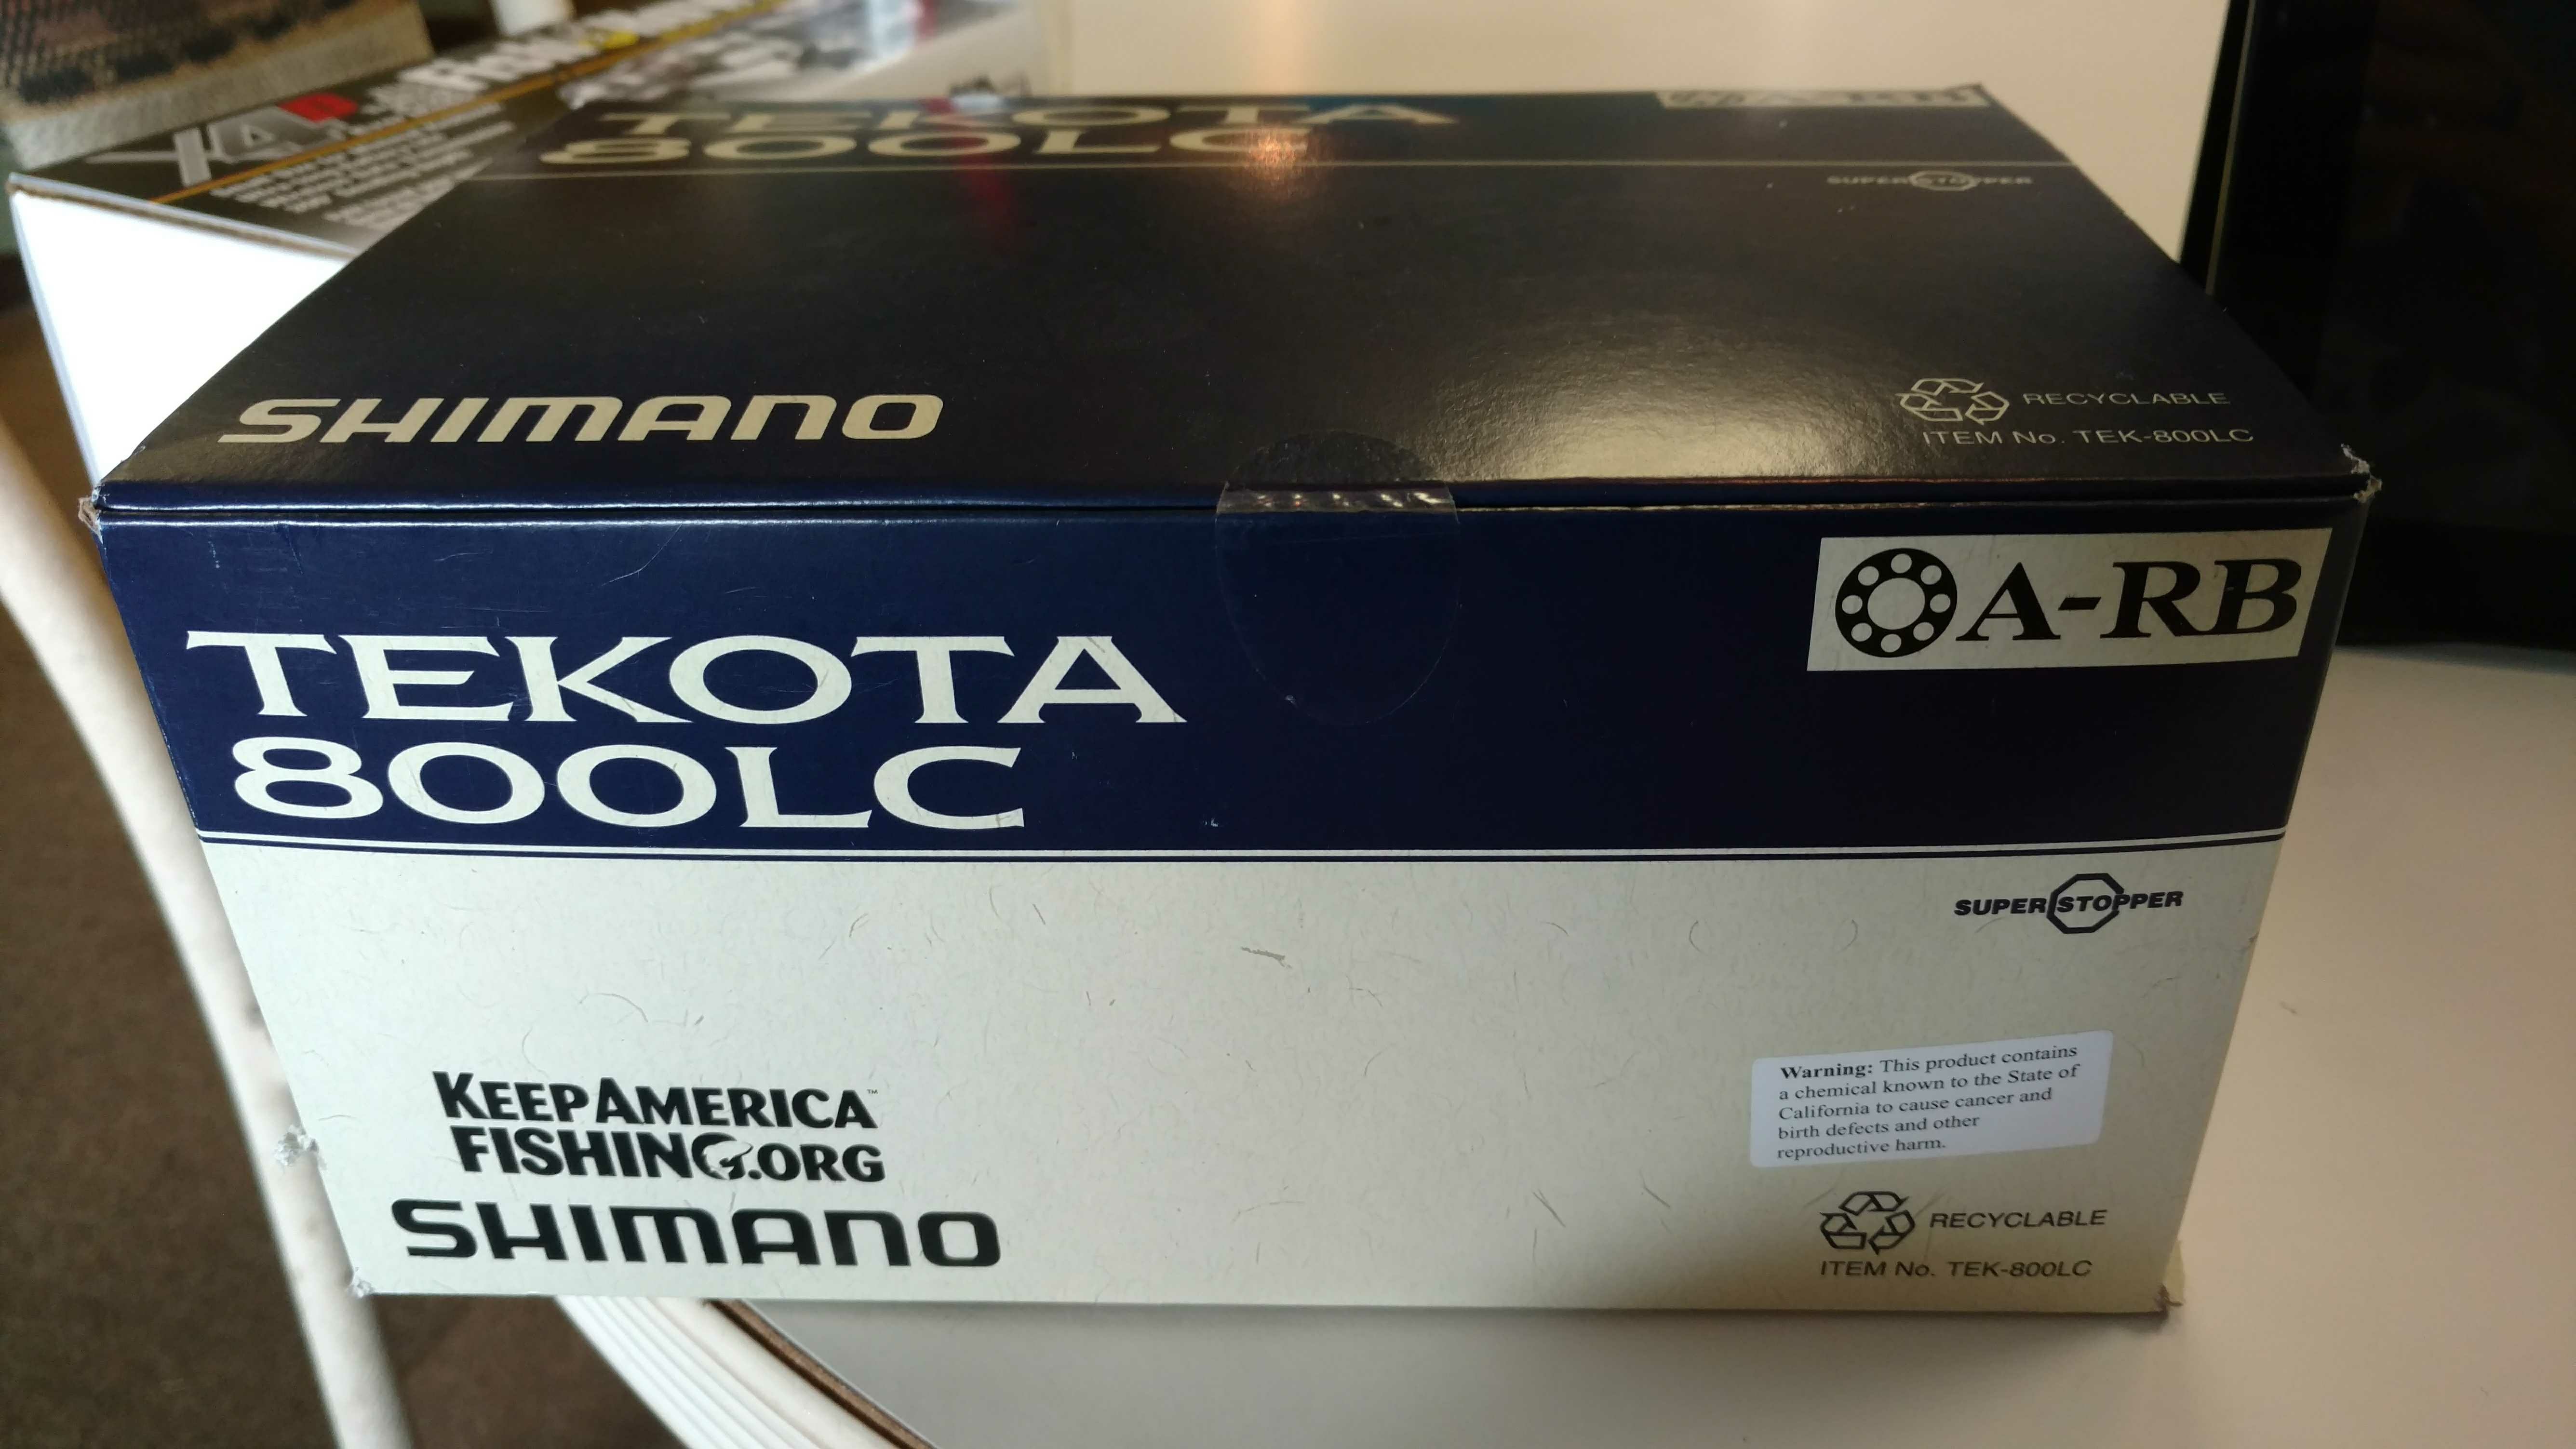 TEKOTA
800LC
A-RB
SUPER STOPPER
SHIMANO
RECYCLABLE
ITEM No. TEK-800LC
A-RB
TEKOTA
800LC
SUPER STOPPER
KEEPAMERICA™
FISHING.ORG
SHIMANO
Warning: This product contains
a chemical known to the State of
California to cause cancer and
birth defects and other
reproductive harm.
RECYCLABLE
ITEM No. TEK-800LC